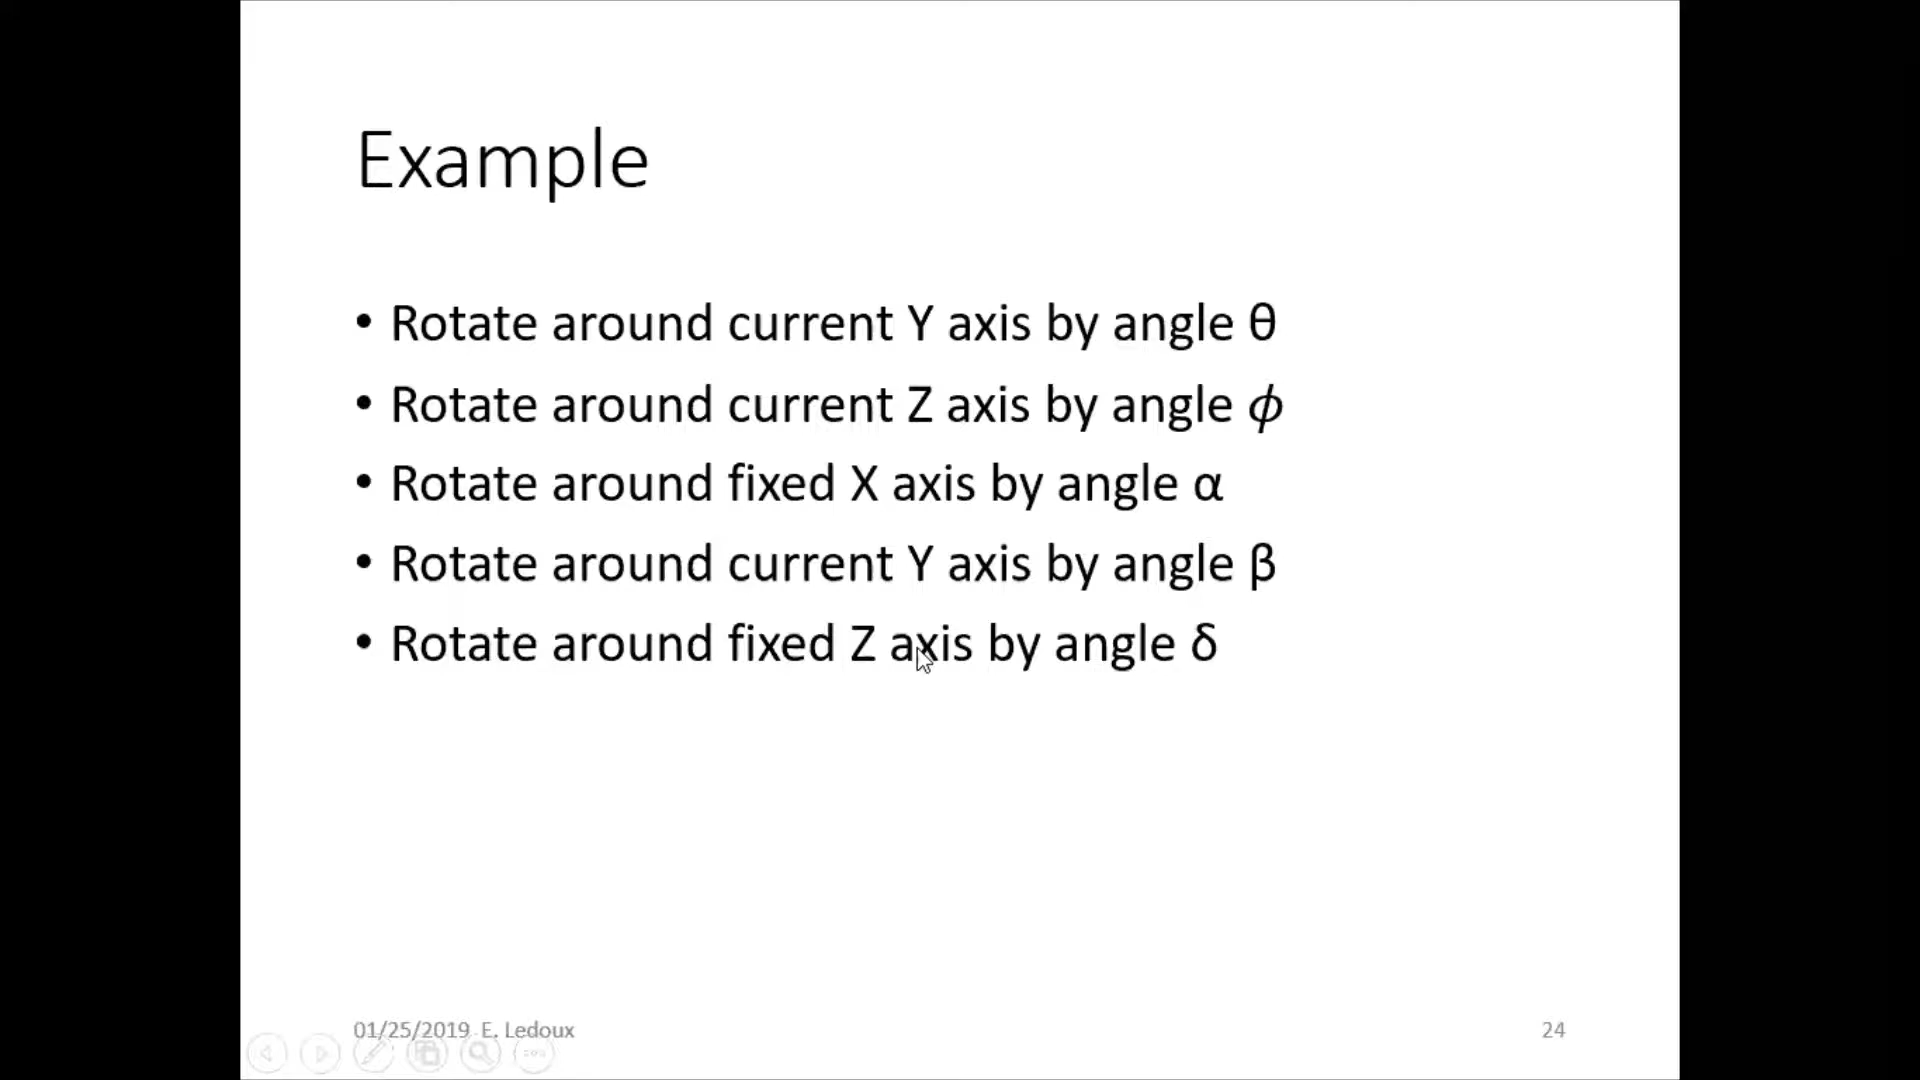 Example
• Rotate around current Y axis by angle θ
• Rotate around current Z axis by angle ϕ
• Rotate around fixed X axis by angle α
• Rotate around current Y axis by angle β
• Rotate around fixed Z axis by angle δ
01/25/2019 E. Ledoux
24